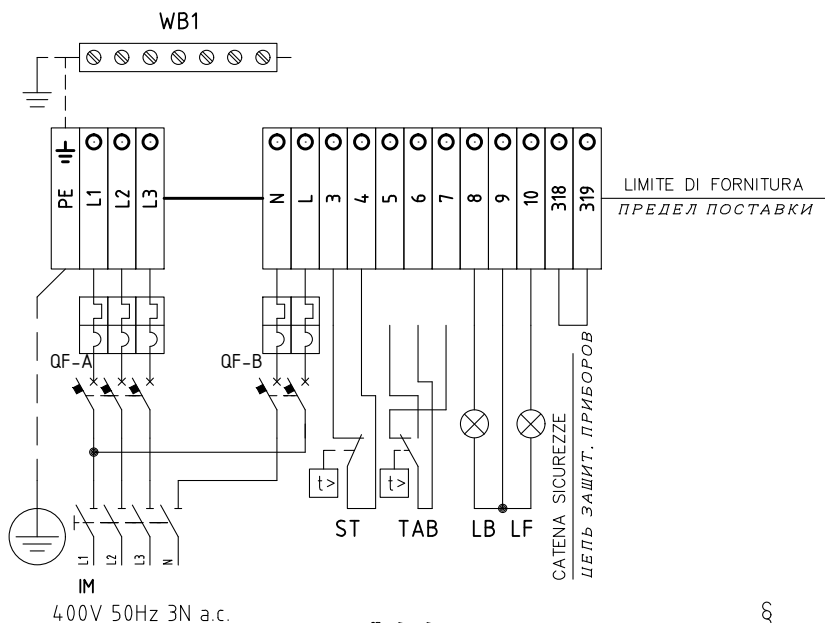 WB1
PE L1 L2 L3 N L 3 4 5 6 7 8 9 10 318 319
LIMITE DI FORNITURA
ПРЕДЕЛ ПОСТАВКИ
QF-A
QF-B
t>
t>
ST TAB LB LF
CATENA SICUREZZE
ЦЕПЬ ЗАЩИТ. ПРИБОРОВ
L1 L2 L3 N
IM
400V 50Hz 3N a.c.
§